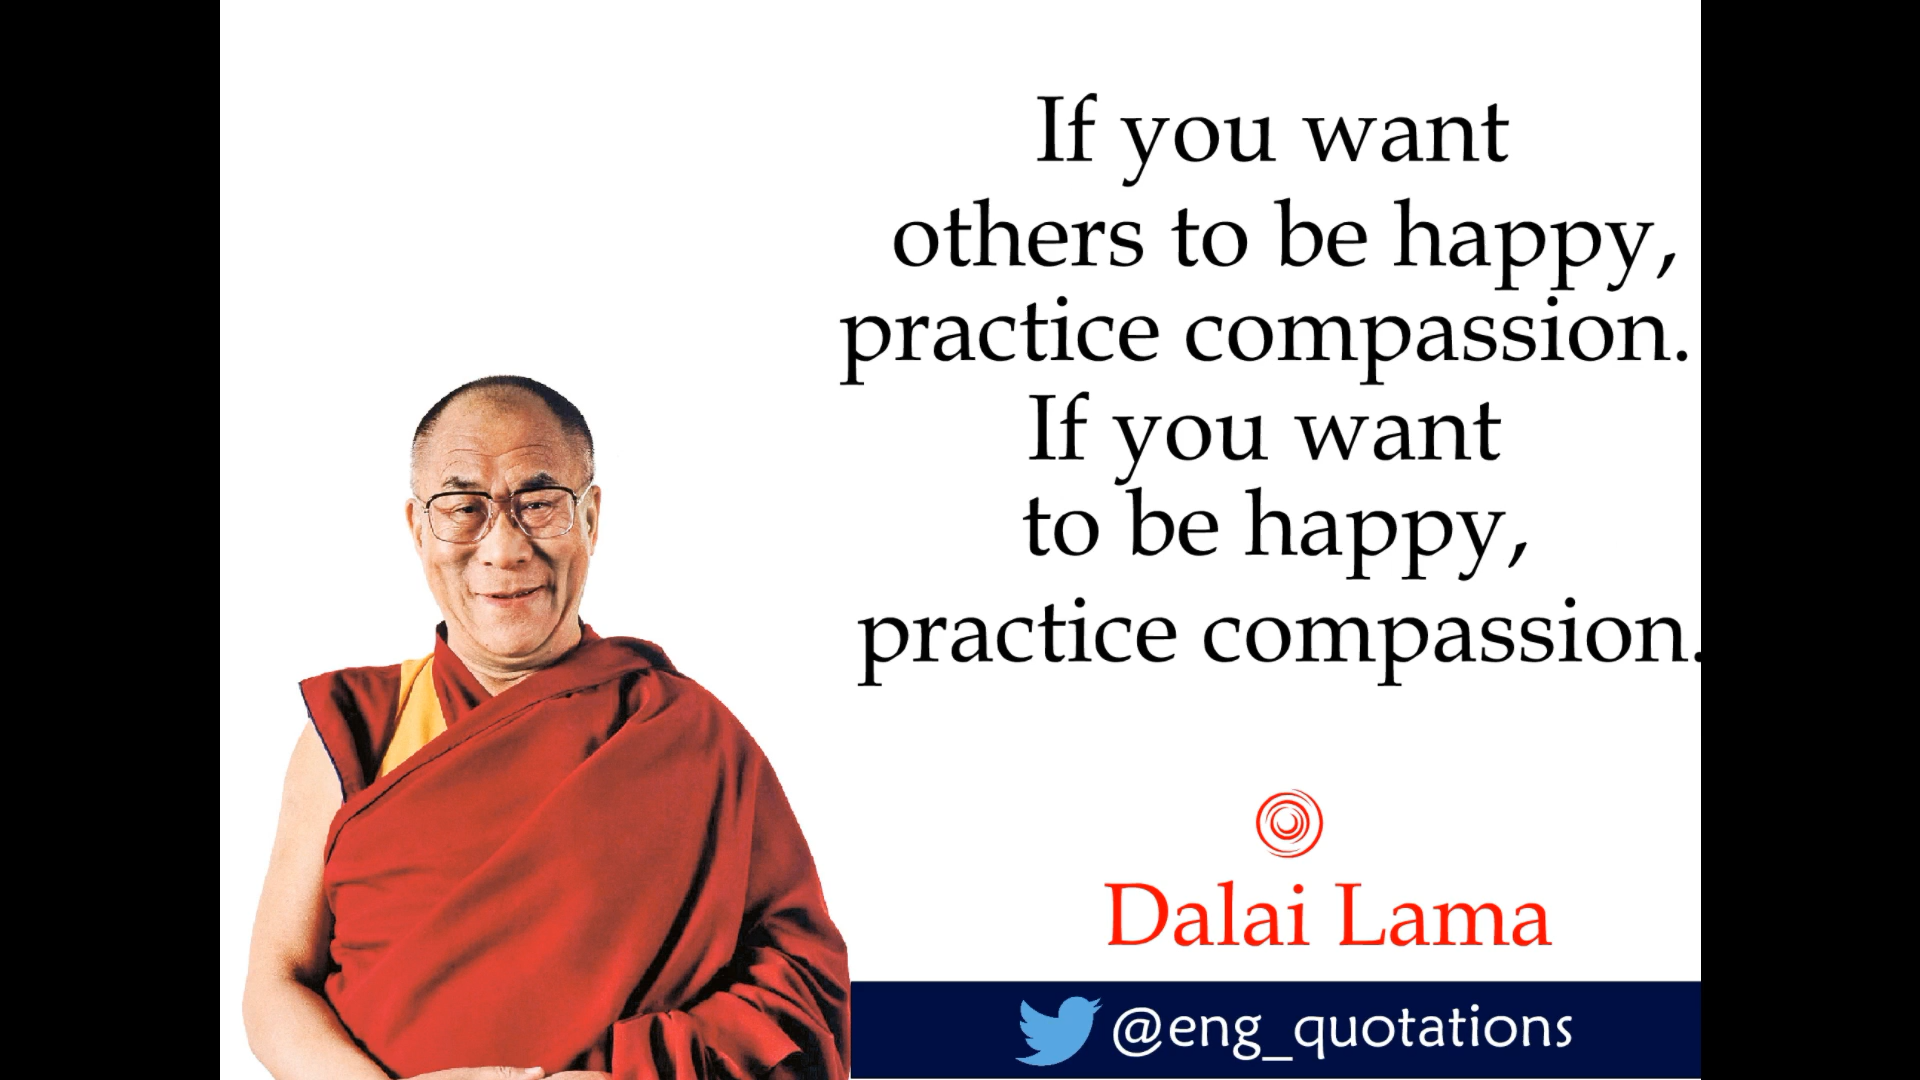 If you want
others to be happy,
practice compassion.
If you want
to be happy,
practice compassion.
Dalai Lama
@eng_quotations